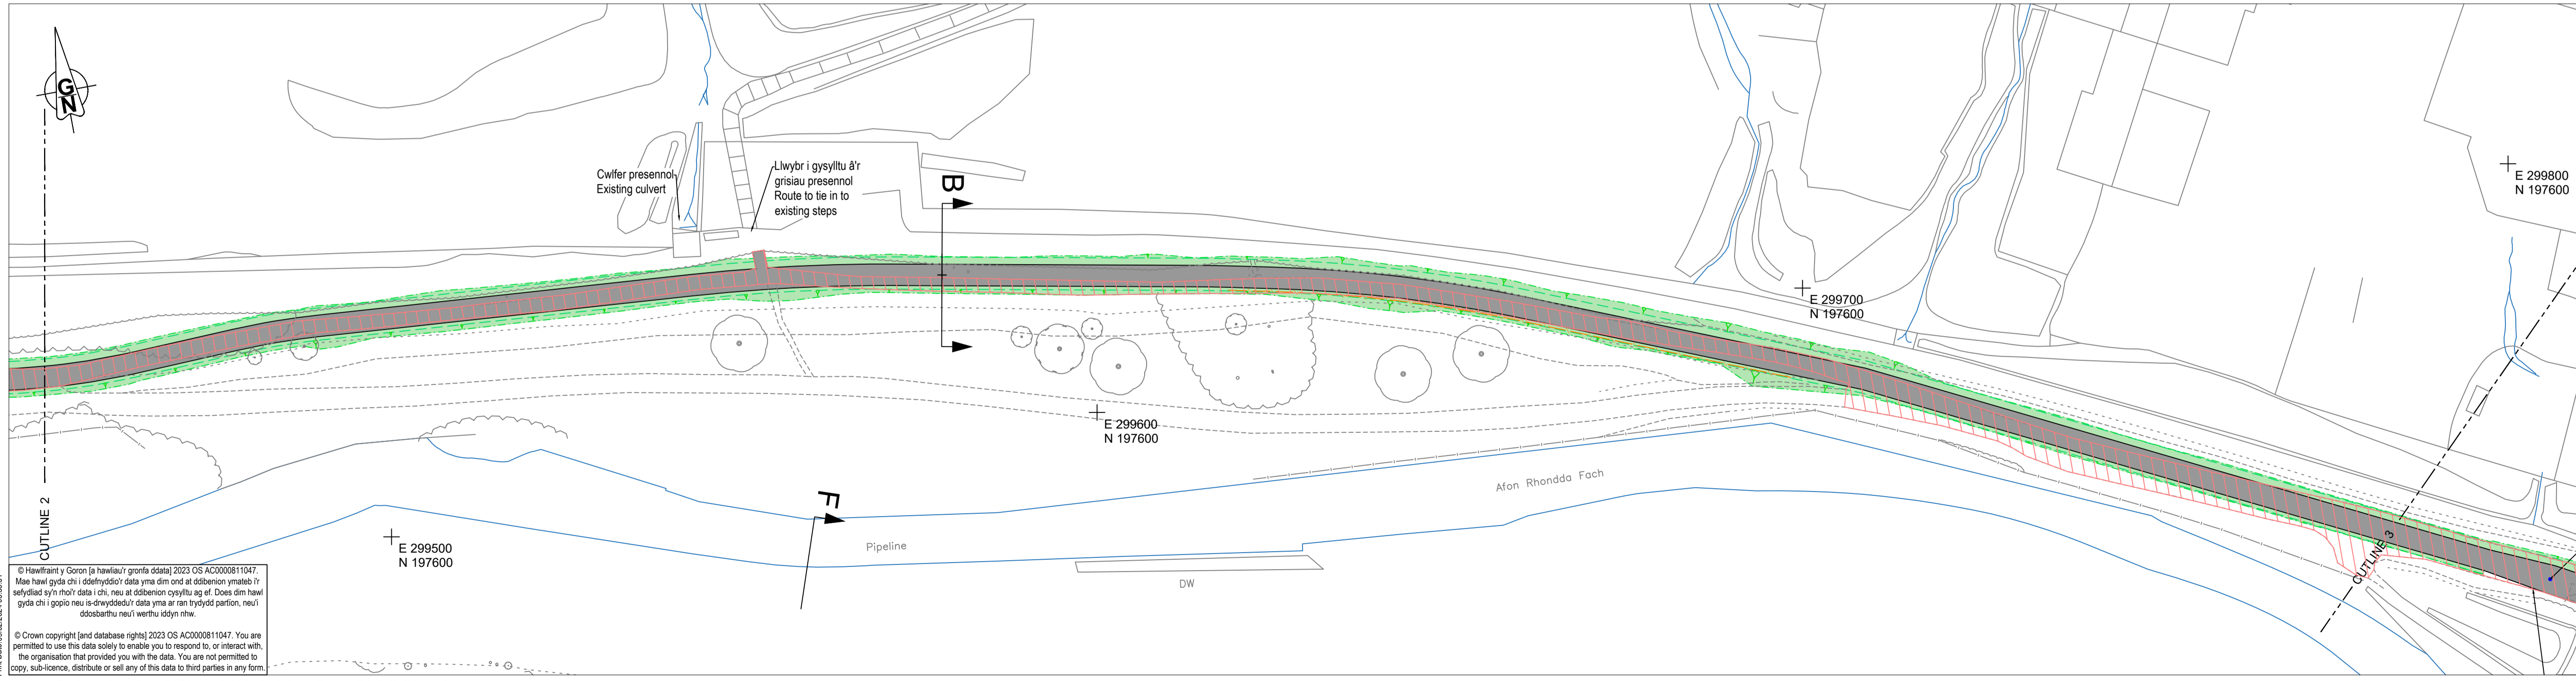 G
N
Cwlfer presennol
Existing culvert
Llwybr i gysylltu â'r
grisiau presennol
Route to tie in to
existing steps
B
E 299800
N 197600
E 299700
N 197600
E 299600
N 197600
E 299500
N 197600
CUTLINE 2
CUTLINE 3
F
Afon Rhondda Fach
Pipeline
DW
© Hawlfraint y Goron [a hawliau'r gronfa ddata] 2023 OS AC0000811047.
Mae hawl gyda chi i ddefnyddio'r data yma dim ond at ddibenion ymateb i'r
sefydliad sy'n rhoi'r data i chi, neu at ddibenion cysylltu ag ef. Does dim hawl
gyda chi i gopïo neu is-drwyddedu'r data yma ar ran trydydd partïon, neu'i
ddosbarthu neu'i werthu iddyn nhw.
© Crown copyright [and database rights] 2023 OS AC0000811047. You are
permitted to use this data solely to enable you to respond to, or interact with,
the organisation that provided you with the data. You are not permitted to
copy, sub-licence, distribute or sell any of this data to third parties in any form.